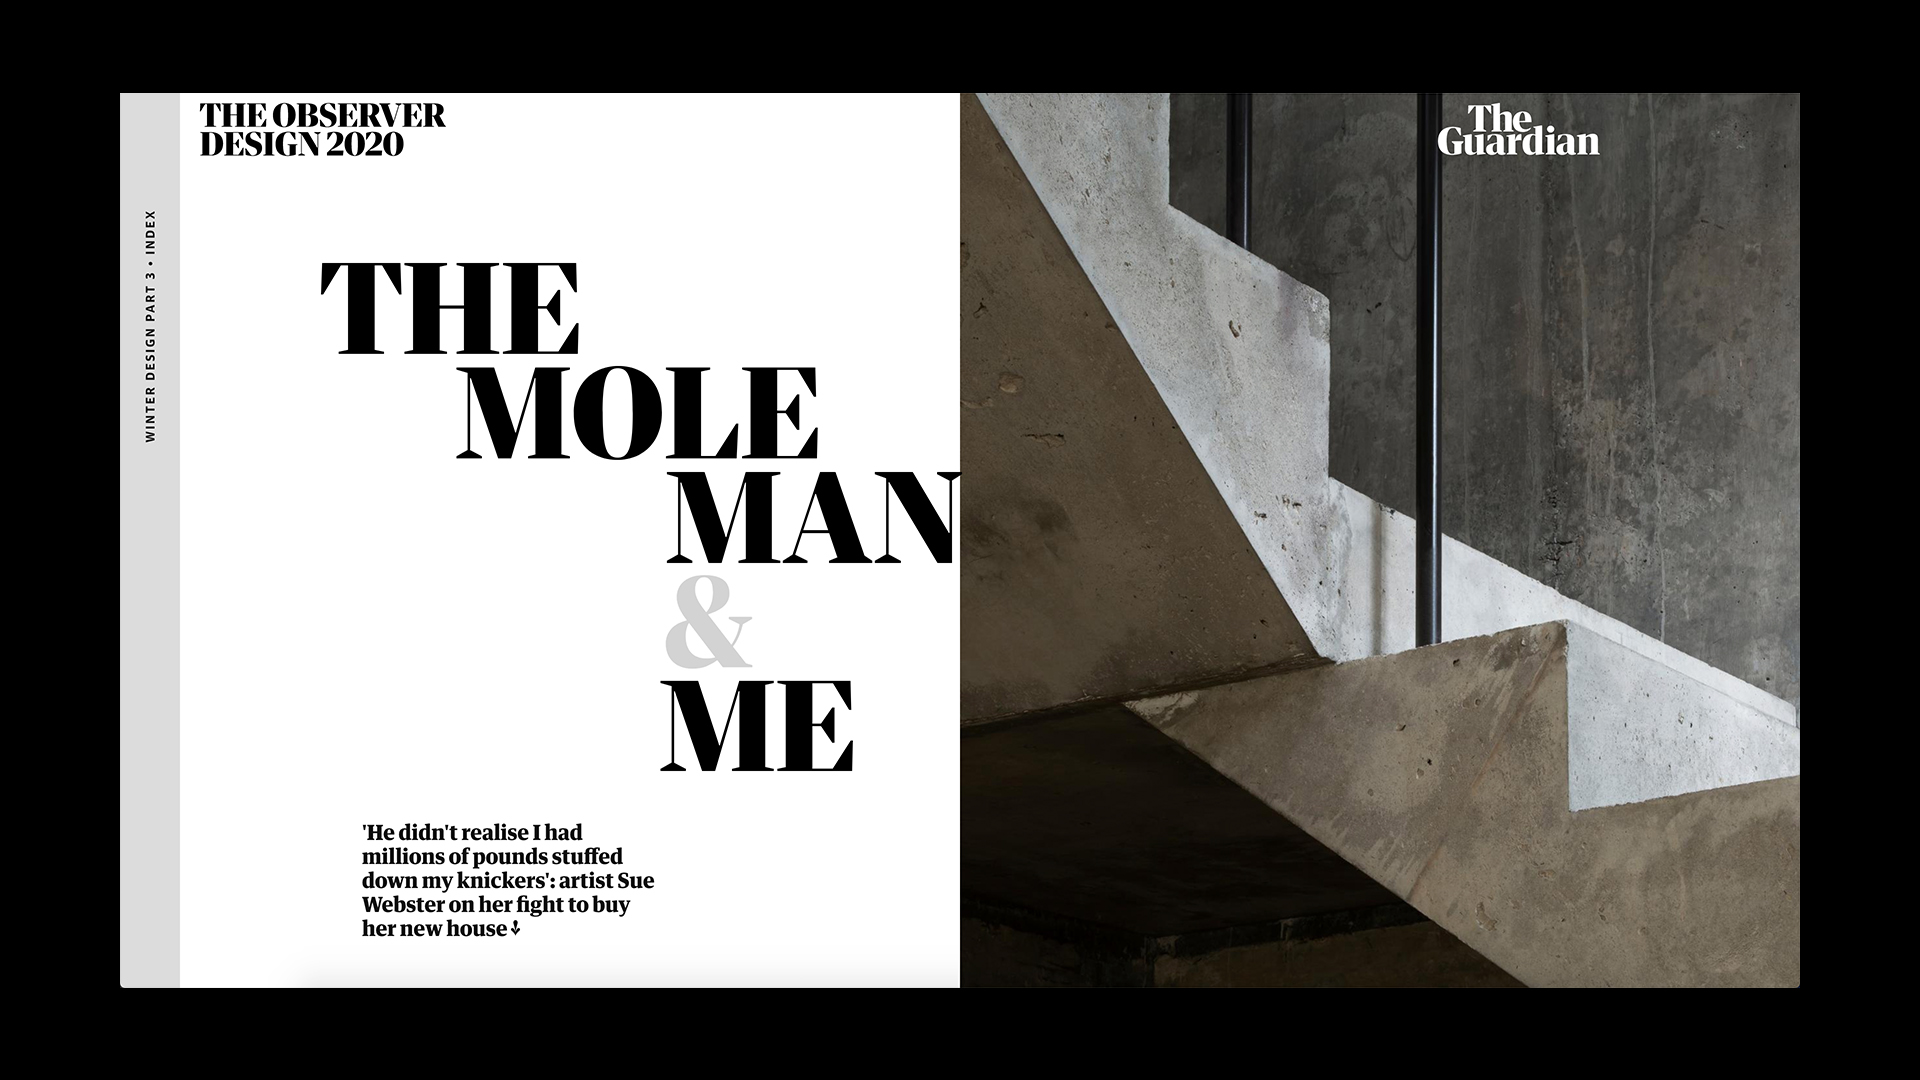 THE OBSERVER
DESIGN 2020
The
Guardian
WINTER DESIGN PART 3 • INDEX
THE
MOLE
MAN
&
ME
'He didn't realise I had
millions of pounds stuffed
down my knickers': artist Sue
Webster on her fight to buy
her new house